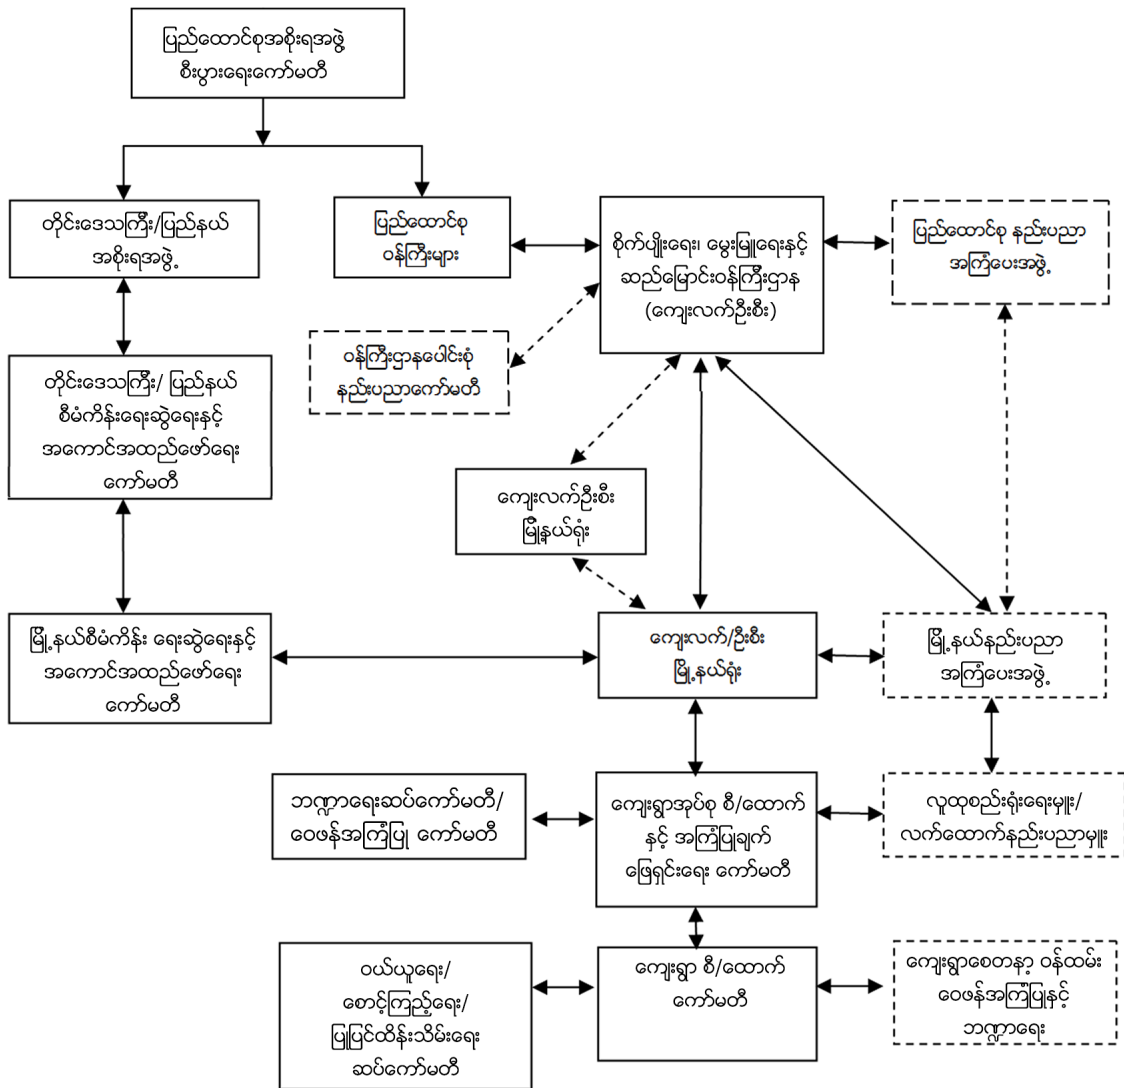 ပြည်ထောင်စုအစိုးရအဖွဲ့
စီးပွားရေးကော်မတီ
တိုင်းဒေသကြီး/ပြည်နယ်
အစိုးရအဖွဲ့
ပြည်ထောင်စု
ဝန်ကြီးများ
စိုက်ပျိုးရေး၊ မွေးမြူရေးနှင့်
ဆည်မြောင်းဝန်ကြီးဌာန
(ကျေးလက်ဦးစီး)
ပြည်ထောင်စု နည်းပညာ
အကြံပေးအဖွဲ့
ဝန်ကြီးဌာနပေါင်းစုံ
နည်းပညာကော်မတီ
တိုင်းဒေသကြီး/ ပြည်နယ်
စီမံကိန်းရေးဆွဲရေးနှင့်
အကောင်အထည်ဖော်ရေး
ကော်မတီ
ကျေးလက်ဦးစီး
မြို့နယ်ရုံး
မြို့နယ်စီမံကိန်း ရေးဆွဲရေးနှင့်
အကောင်အထည်ဖော်ရေး
ကော်မတီ
ကျေးလက်/ဦးစီး
မြို့နယ်ရုံး
မြို့နယ်နည်းပညာ
အကြံပေးအဖွဲ့
ဘဏ္ဍာရေးဆပ်ကော်မတီ/
ဝေဖန်အကြံပြု ကော်မတီ
ကျေးရွာအုပ်စု စီ/ထောက်
နှင့် အကြံပြုချက်
ဖြေရှင်းရေး ကော်မတီ
လူထုစည်းရုံးရေးမှူး/
လက်ထောက်နည်းပညာမှူး
ဝယ်ယူရေး/
စောင့်ကြည့်ရေး/
ပြုပြင်ထိန်းသိမ်းရေး
ဆပ်ကော်မတီ
ကျေးရွာ စီ/ထောက်
ကော်မတီ
ကျေးရွာစေတနာ့ ဝန်ထမ်း
ဝေဖန်အကြံပြုနှင့်
ဘဏ္ဍာရေး